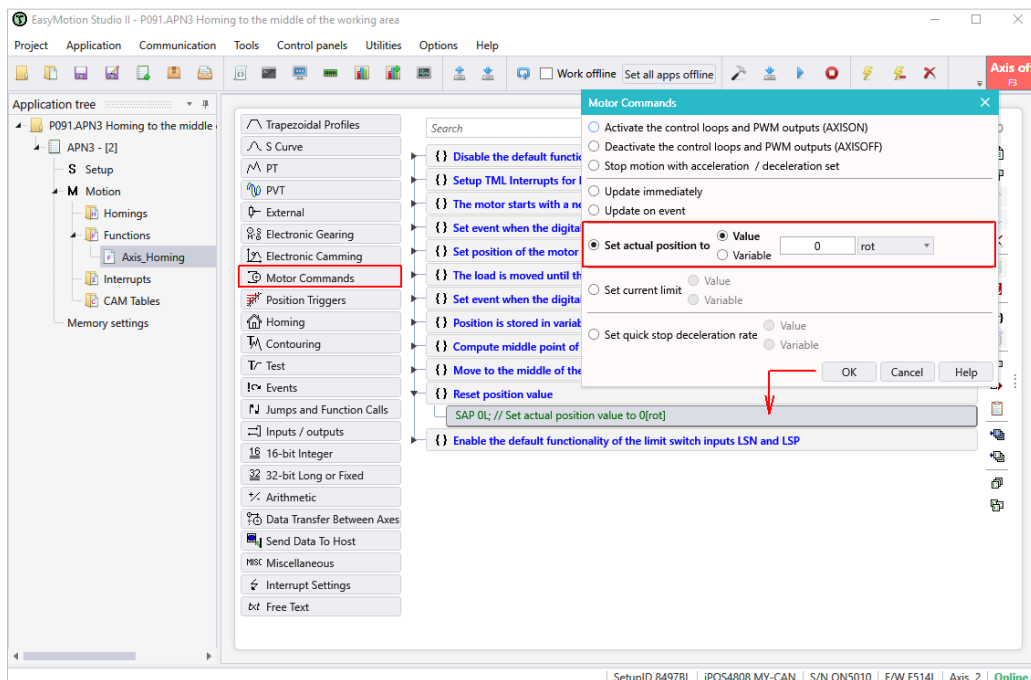 EasyMotion Studio II - P091.APN3 Homing to the middle of the working area
Project Application Communication Tools Control panels Utilities Options Help
Work offline Set all apps offline
Axis off
F3
Application tree
P091.APN3 Homing to the middle
APN3 - [2]
S Setup
M Motion
Homings
Functions
Axis_Homing
Interrupts
CAM Tables
Memory settings
Trapezoidal Profiles
S Curve
PT
PVT
External
Electronic Gearing
Electronic Camming
Motor Commands
Position Triggers
Homing
Contouring
Test
Events
Jumps and Function Calls
Inputs / outputs
16 16-bit Integer
32 32-bit Long or Fixed
Arithmetic
Data Transfer Between Axes
Send Data To Host
MISC Miscellaneous
Interrupt Settings
txt Free Text
Search
{} Disable the default functi
{} Setup TML Interrupts for
{} The motor starts with a ne
{} Set event when the digita
{} Set position of the motor
{} The load is moved until th
{} Set event when the digita
{} Position is stored in variab
{} Compute middle point of
{} Move to the middle of the
{} Reset position value
SAP 0L; // Set actual position value to 0[rot]
{} Enable the default functionality of the limit switch inputs LSN and LSP
Motor Commands
Activate the control loops and PWM outputs (AXISON)
Deactivate the control loops and PWM outputs (AXISOFF)
Stop motion with acceleration / deceleration set
Update immediately
Update on event
Set actual position to
Value
Variable
0 rot
Set current limit
Value
Variable
Set quick stop deceleration rate
Value
Variable
OK Cancel Help
SetupID 8497BL iPOS4808 MY-CAN S/N QN5010 F/W F514L Axis 2 Online